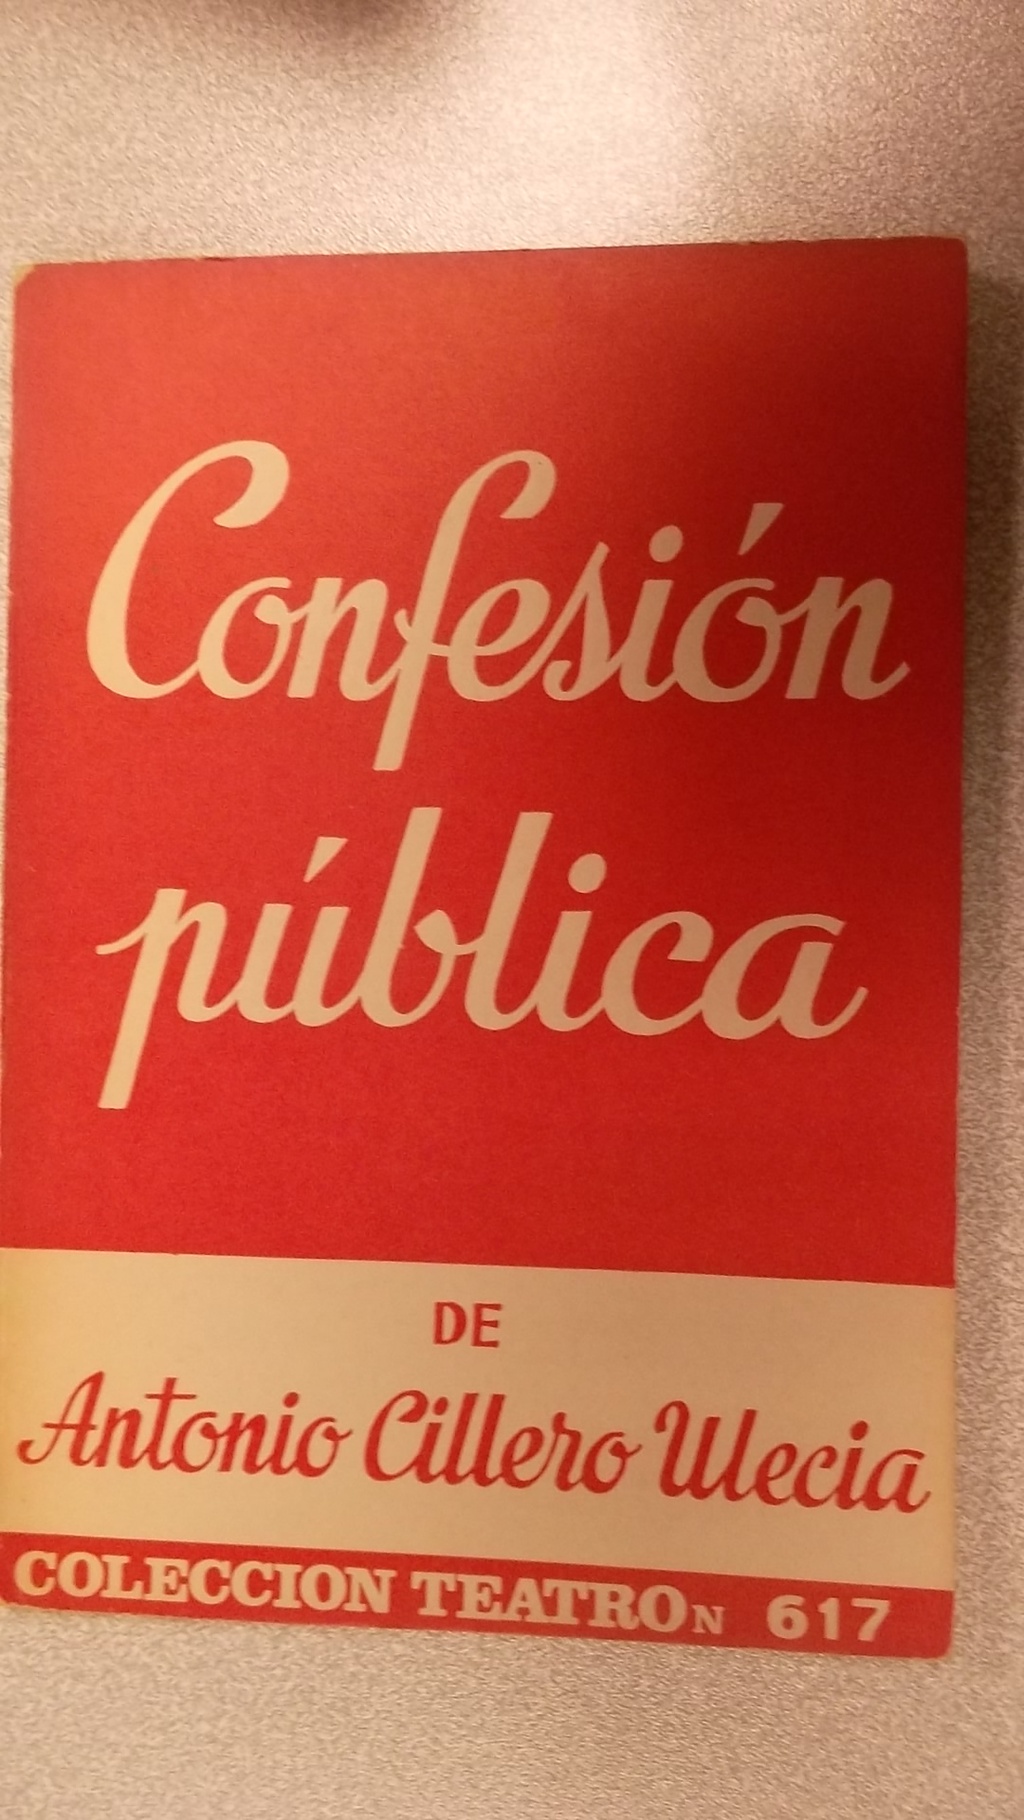 Confesión
pública
DE
Antonio Cillero Ulecia
COLECCION TEATRO N 617